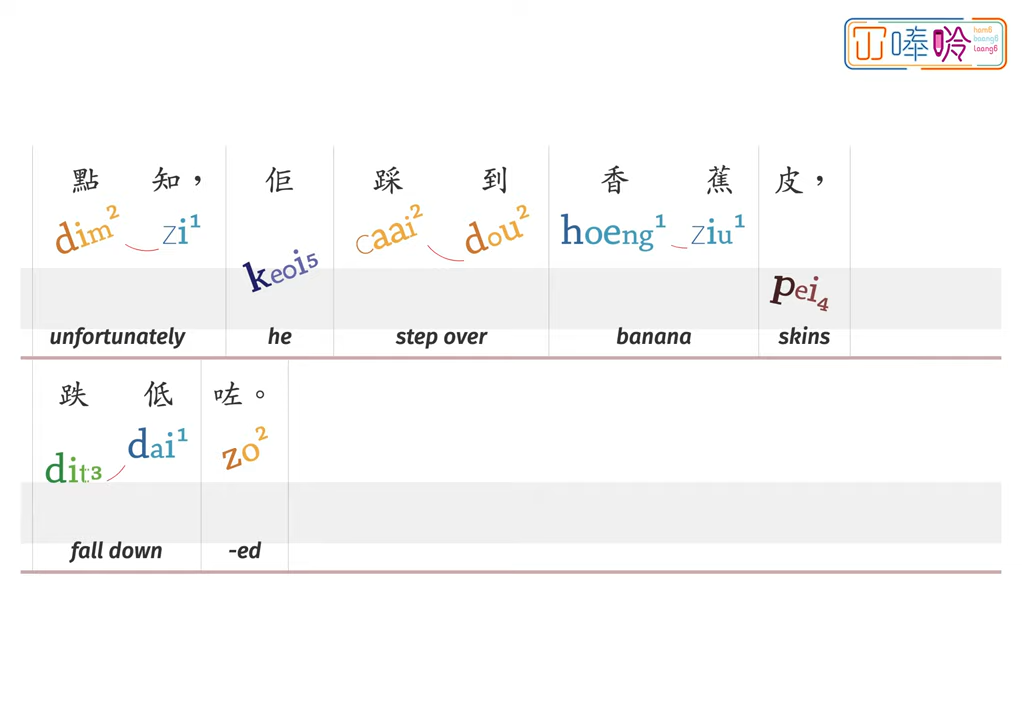 冚唪唥
ham6
baang6
laang6
點知，佢踩到香蕉皮，
dim² zi¹ keoi₅ caai² dou² hoeng¹ ziu¹ pei₄
unfortunately he step over banana skins
跌低咗。
dit₃ dai¹ zo²
fall down -ed